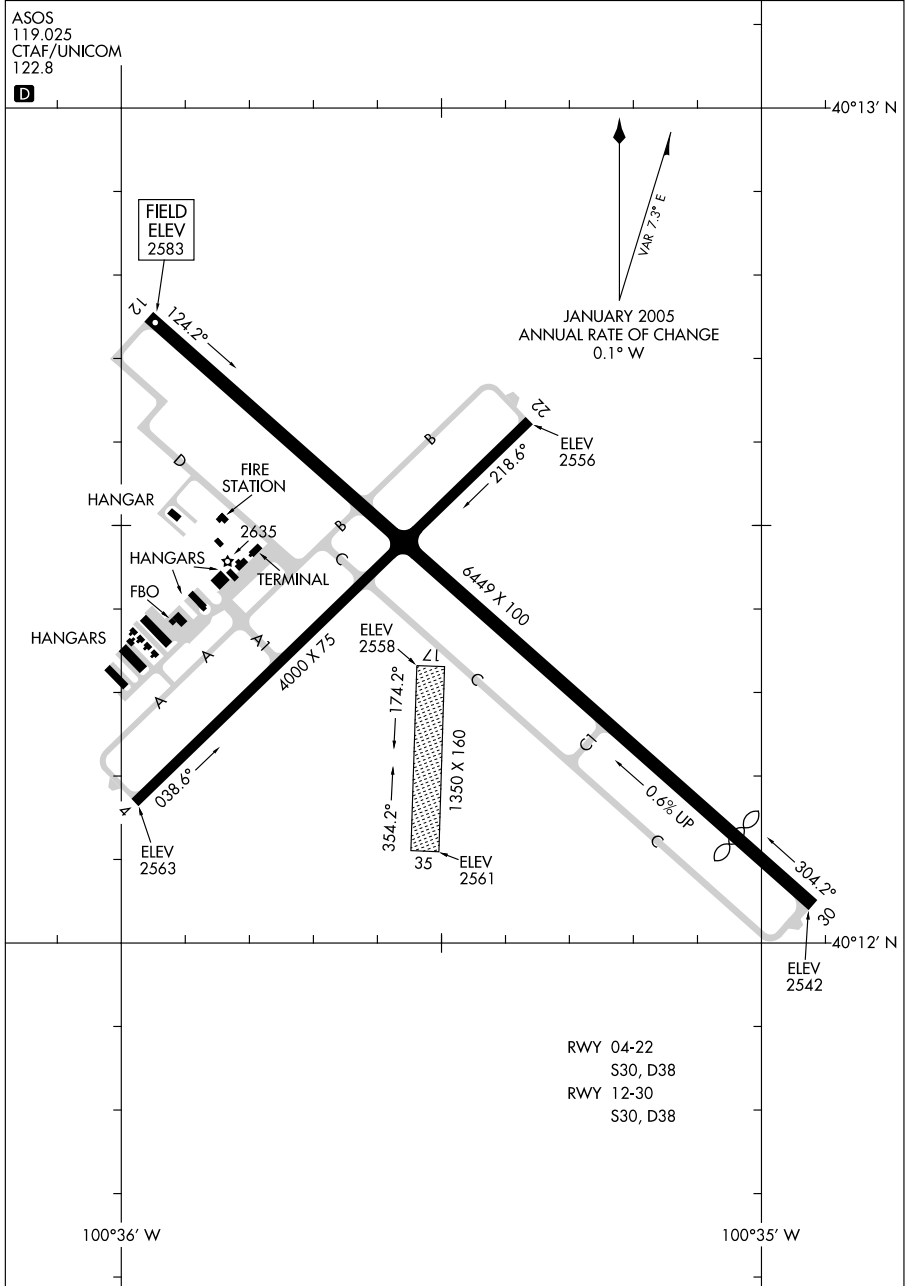 ASOS
119.025
CTAF/UNICOM
122.8
D
40°13' N
VAR 7.3° E
JANUARY 2005
ANNUAL RATE OF CHANGE
0.1° W
FIELD
ELEV
2583
12
124.2°
22
ELEV
2556
218.6°
B
D
FIRE
STATION
HANGAR
B
2635
HANGARS
TERMINAL
C
FBO
6449 X 100
HANGARS
A
A1
4000 X 75
ELEV
2558
17
C
A
174.2°
1350 X 160
C1
038.6°
354.2°
0.6% UP
4
C
ELEV
2563
35
ELEV
2561
304.2°
30
40°12' N
ELEV
2542
RWY 04-22
S30, D38
RWY 12-30
S30, D38
100°36' W
100°35' W